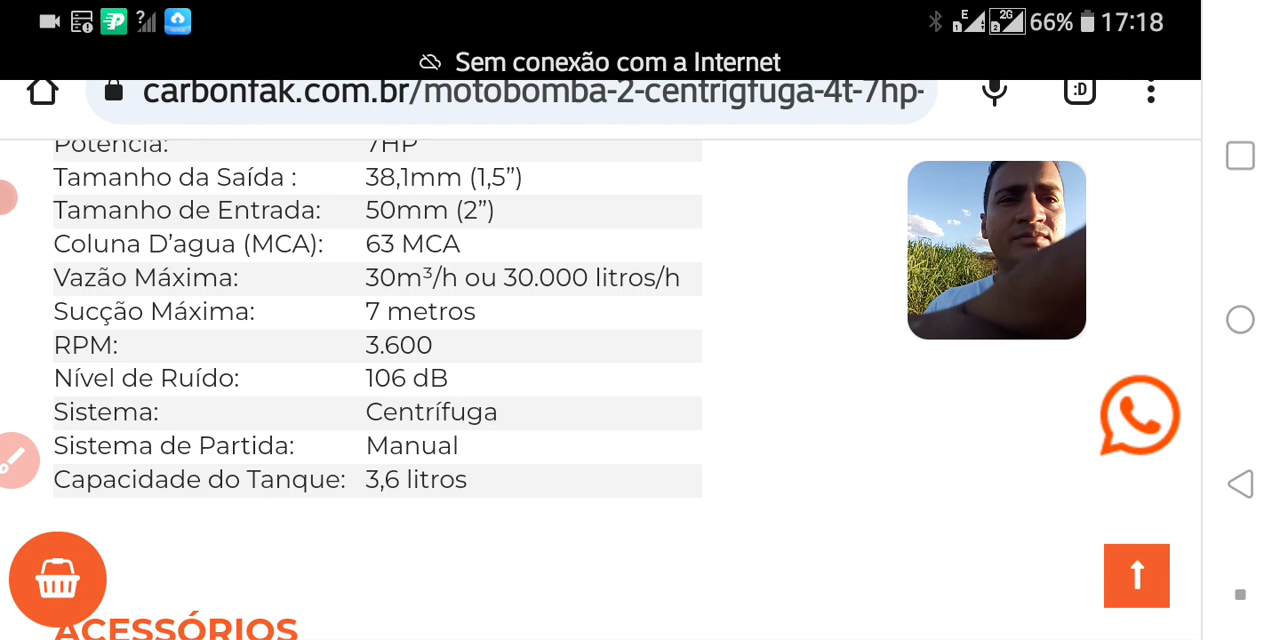 E 2G 66% 17:18
Sem conexão com a Internet
carbonfak.com.br/motobomba-2-centrigfuga-4t-7hp-
:D
Potência: 7HP
Tamanho da Saída : 38,1mm (1,5”)
Tamanho de Entrada: 50mm (2”)
Coluna D’agua (MCA): 63 MCA
Vazão Máxima: 30m³/h ou 30.000 litros/h
Sucção Máxima: 7 metros
RPM: 3.600
Nível de Ruído: 106 dB
Sistema: Centrífuga
Sistema de Partida: Manual
Capacidade do Tanque: 3,6 litros
ACESSÓRIOS